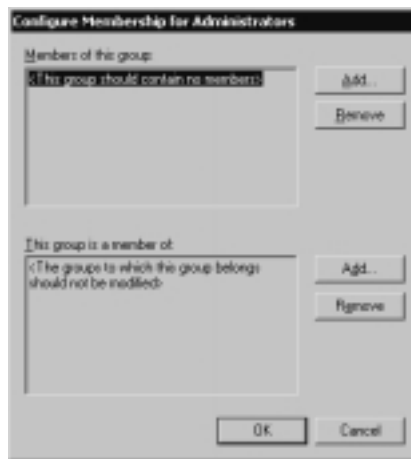 Configure Membership for Administrators
Members of this group:
<This group should contain no members>
Add...
Remove
This group is a member of:
<The groups to which this group belongs
should not be modified>
Add...
Remove
OK
Cancel